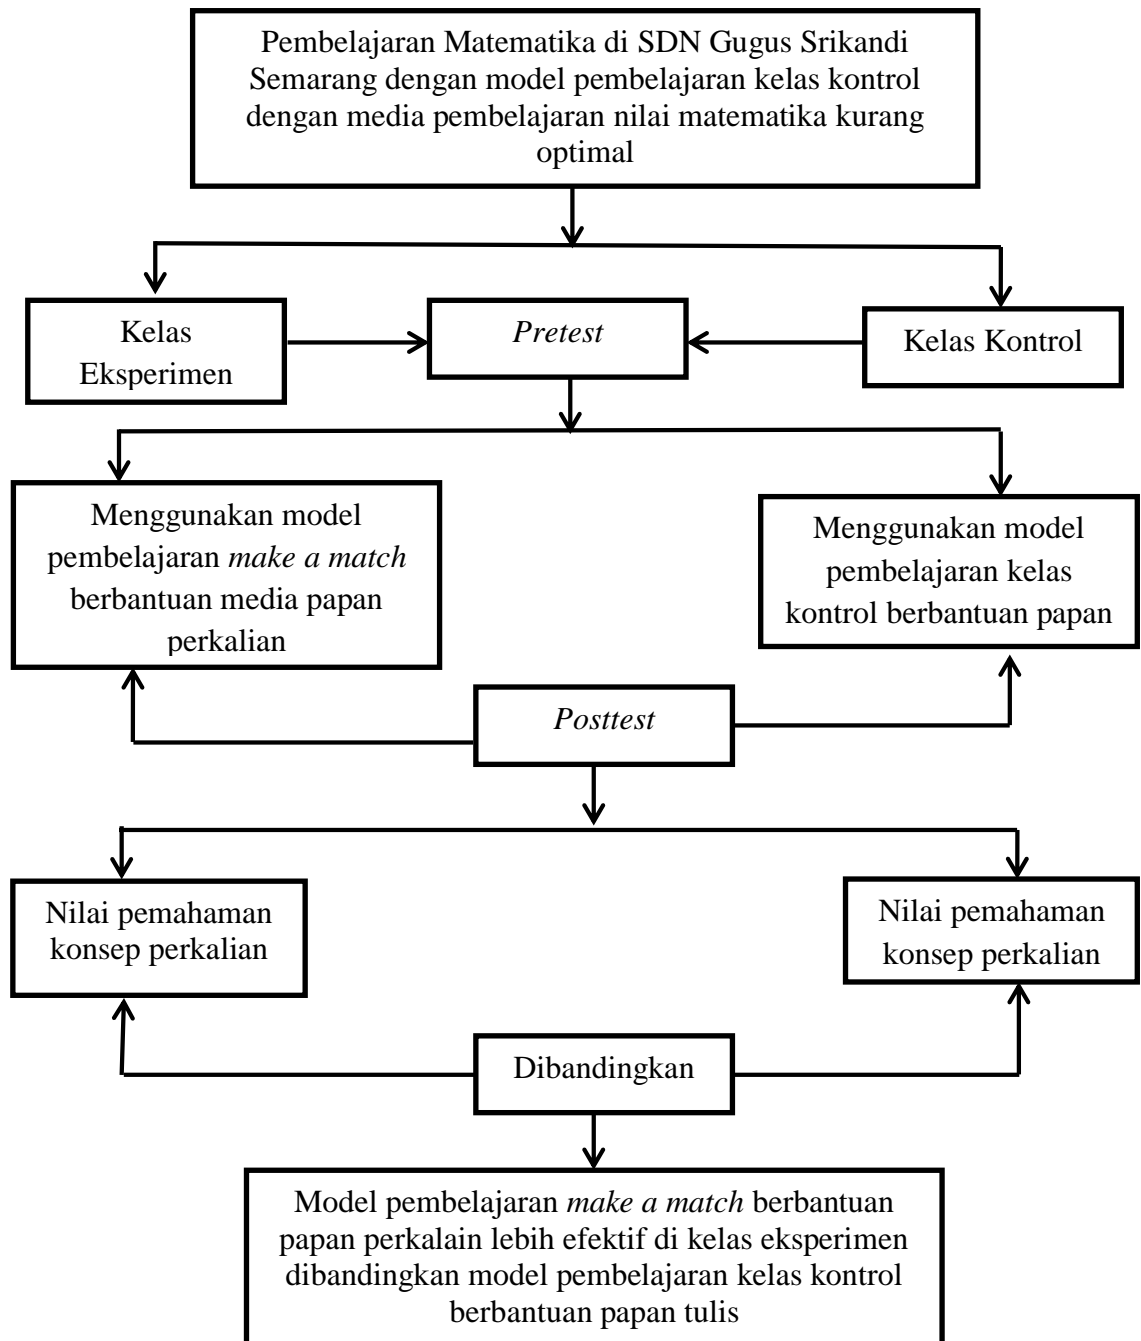 Pembelajaran Matematika di SDN Gugus Srikandi
Semarang dengan model pembelajaran kelas kontrol
dengan media pembelajaran nilai matematika kurang
optimal
Kelas
Eksperimen
Pretest
Kelas Kontrol
Menggunakan model
pembelajaran make a match
berbantuan media papan
perkalian
Menggunakan model
pembelajaran kelas
kontrol berbantuan papan
Posttest
Nilai pemahaman
konsep perkalian
Nilai pemahaman
konsep perkalian
Dibandingkan
Model pembelajaran make a match berbantuan
papan perkalain lebih efektif di kelas eksperimen
dibandingkan model pembelajaran kelas kontrol
berbantuan papan tulis